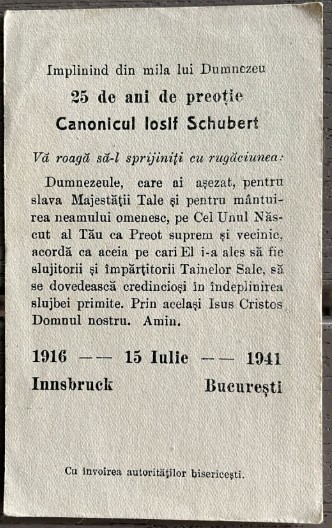 Implinind din mila lui Dumnezeu
25 de ani de preoție
Canonicul Iosif Schubert
Vă roagă să-l sprijiniți cu rugăciunea:
Dumnezeule, care ai așezat, pentru
slava Majestății Tale și pentru mântui-
rea neamului omenesc, pe Cel Unul Năs-
cut al Tău ca Preot suprem și vecinic,
acordă ca aceia pe cari El i-a ales să fie
slujitorii și împărțitorii Tainelor Sale, să
se dovedească credincioși în îndeplinirea
slujbei primite. Prin același Isus Cristos
Domnul nostru. Amin.
1916 — — 15 Iulie — — 1941
Innsbruck București
Cu învoirea autorităților bisericești.